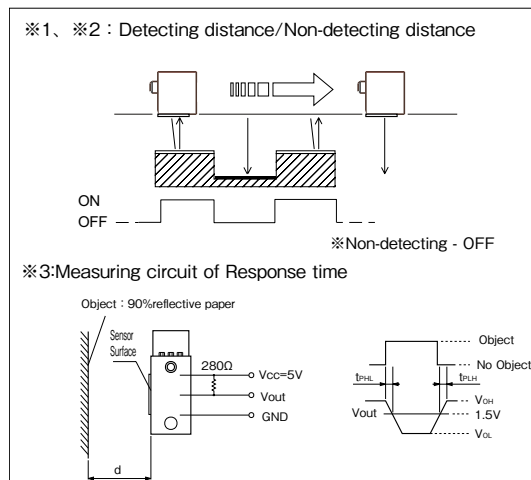 ※1、※2：Detecting distance/Non-detecting distance
ON
OFF
※Non-detecting - OFF
※3:Measuring circuit of Response time
Object：90%reflective paper
Sensor
Surface
280Ω
Vcc=5V
Vout
GND
d
Object
No Object
tPHL
tPLH
VOH
Vout
1.5V
VOL